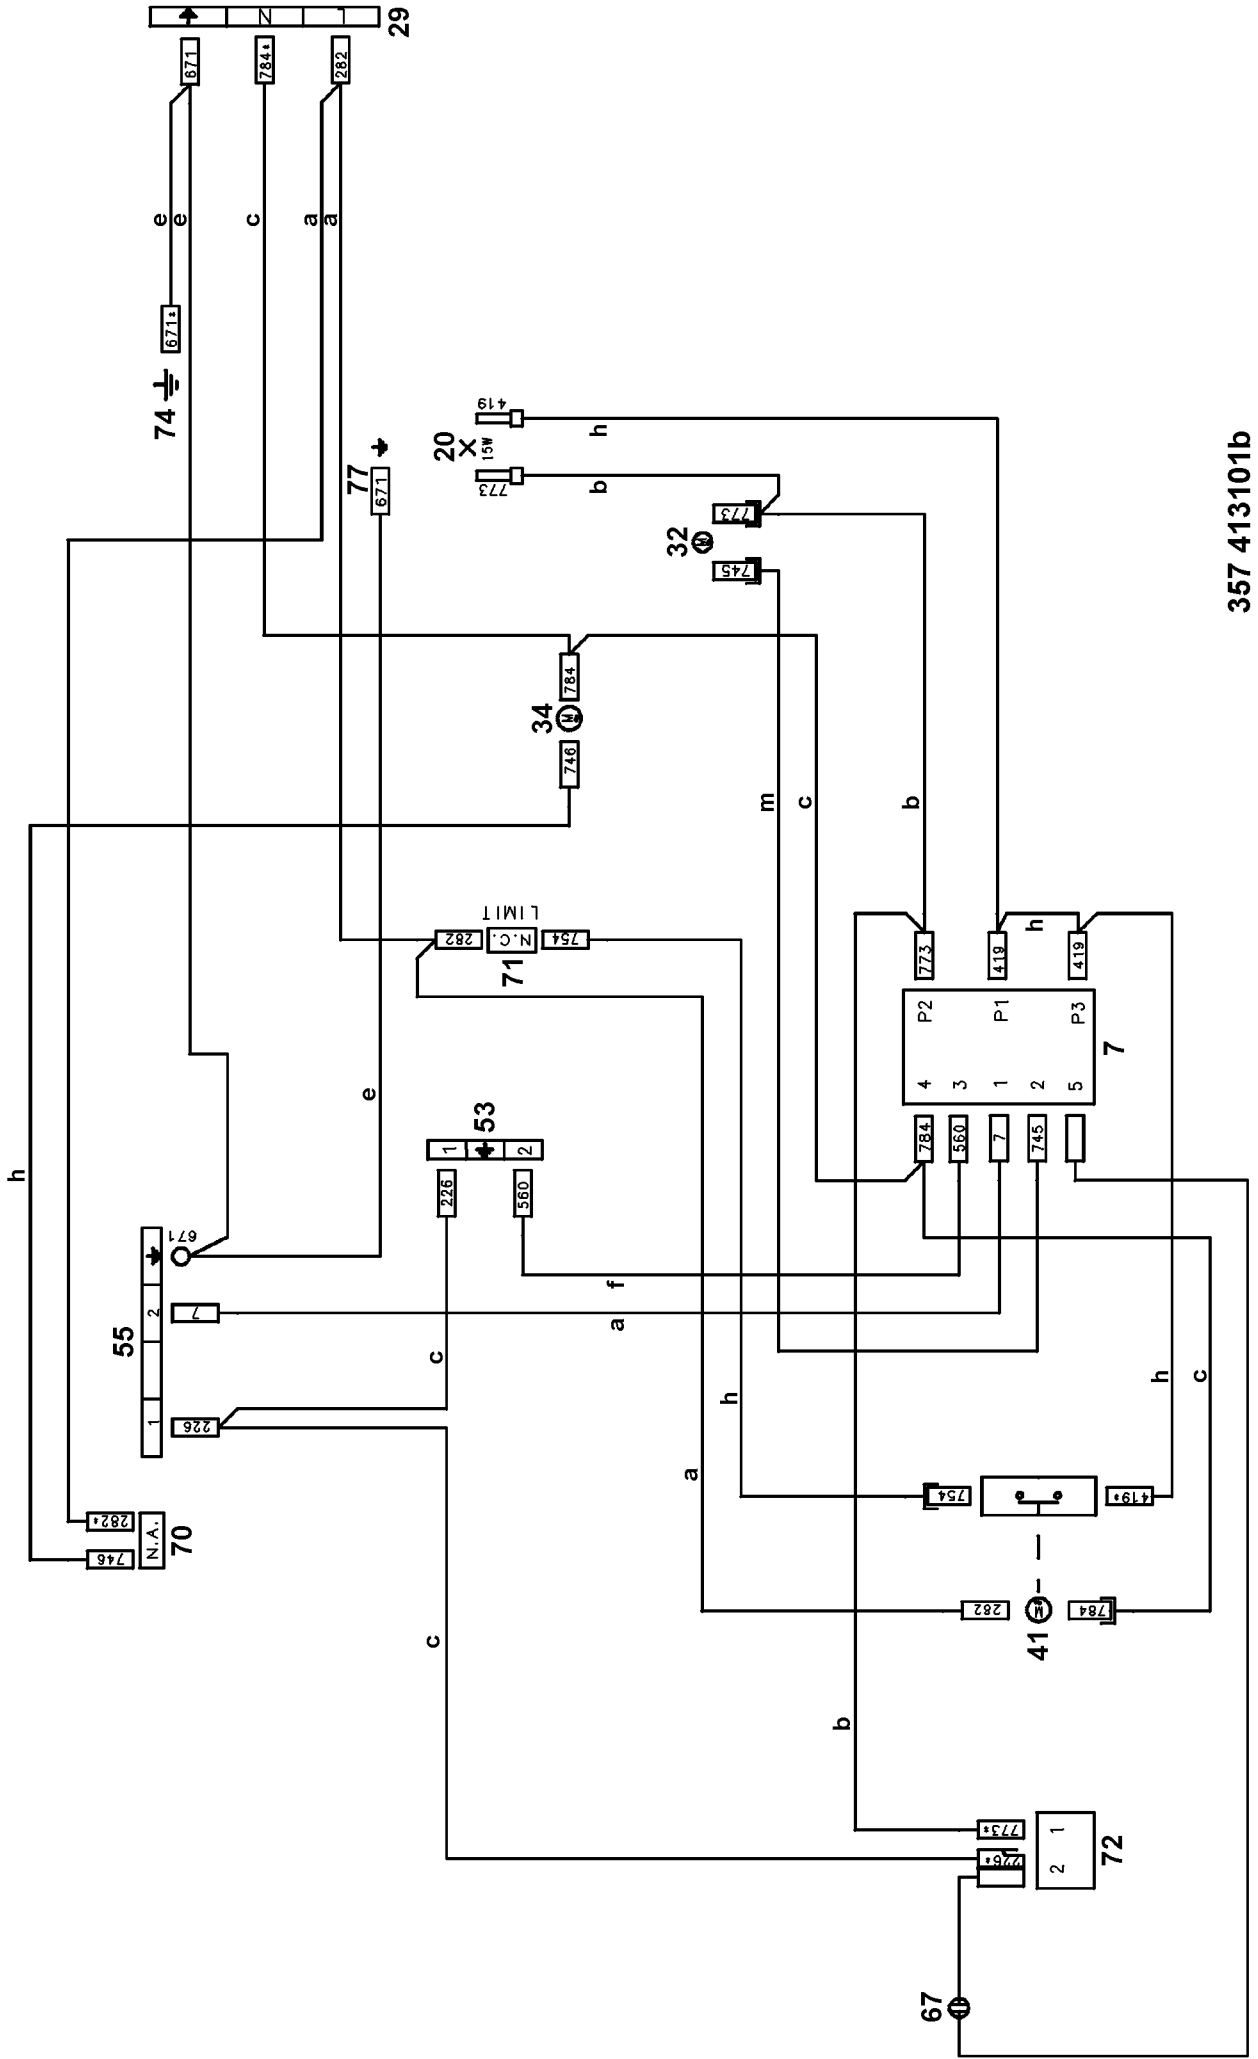 29
N
L
671
784*
282
e
e
c
a
a
671*
74
77
671
20
15W
419
773
h
b
32
773
745
34
784
746
m
c
b
LIMIT
282
N.C.
754
71
h
773
419
419
h
P2
P1
P3
4
3
1
2
5
7
784
560
7
745
e
53
1
2
226
560
f
a
c
55
671
2
7
1
226
h
a
h
c
282*
746
N.A.
70
754
419*
41
282
784
c
b
773*
226*
1
2
72
67
357 413101b